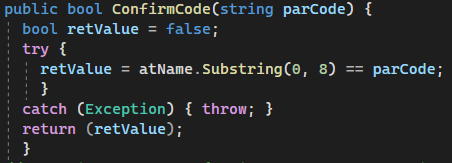 public bool ConfirmCode(string parCode) {
bool retValue = false;
try {
retValue = atName.Substring(0, 8) == parCode;
}
catch (Exception) { throw; }
return (retValue);
}